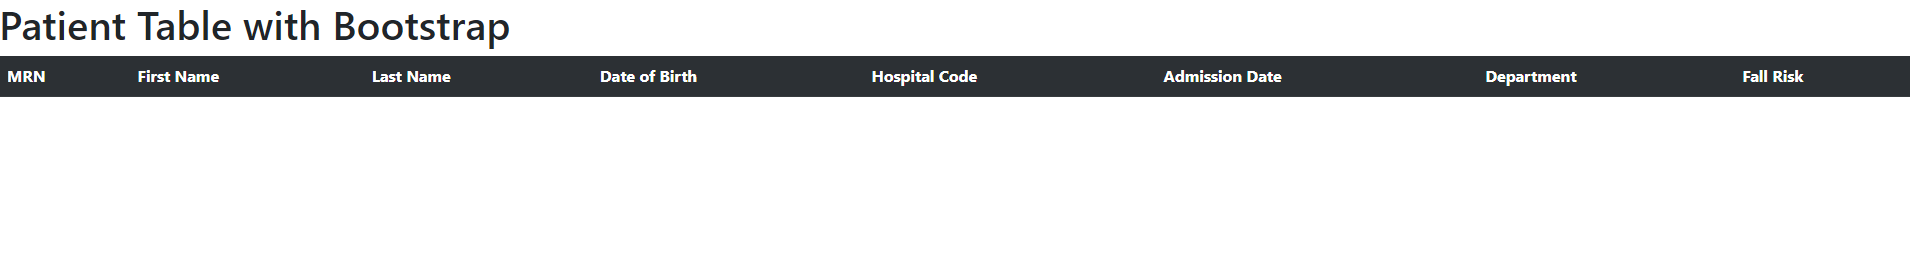 Patient Table with Bootstrap
MRN First Name Last Name Date of Birth Hospital Code Admission Date Department Fall Risk